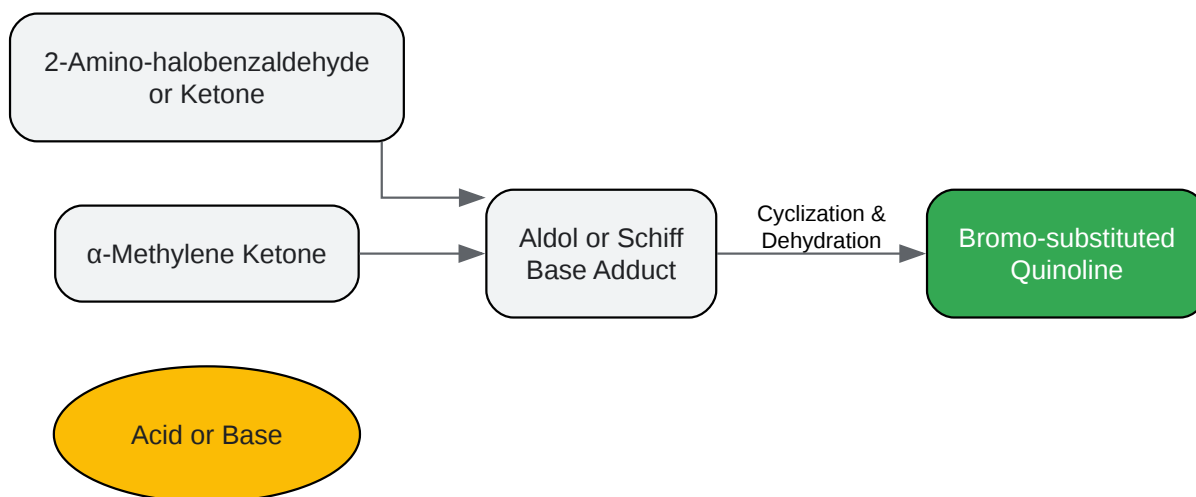 2-Amino-halobenzaldehyde
or Ketone
α-Methylene Ketone
Aldol or Schiff
Base Adduct
Cyclization &
Dehydration
Bromo-substituted
Quinoline
Acid or Base